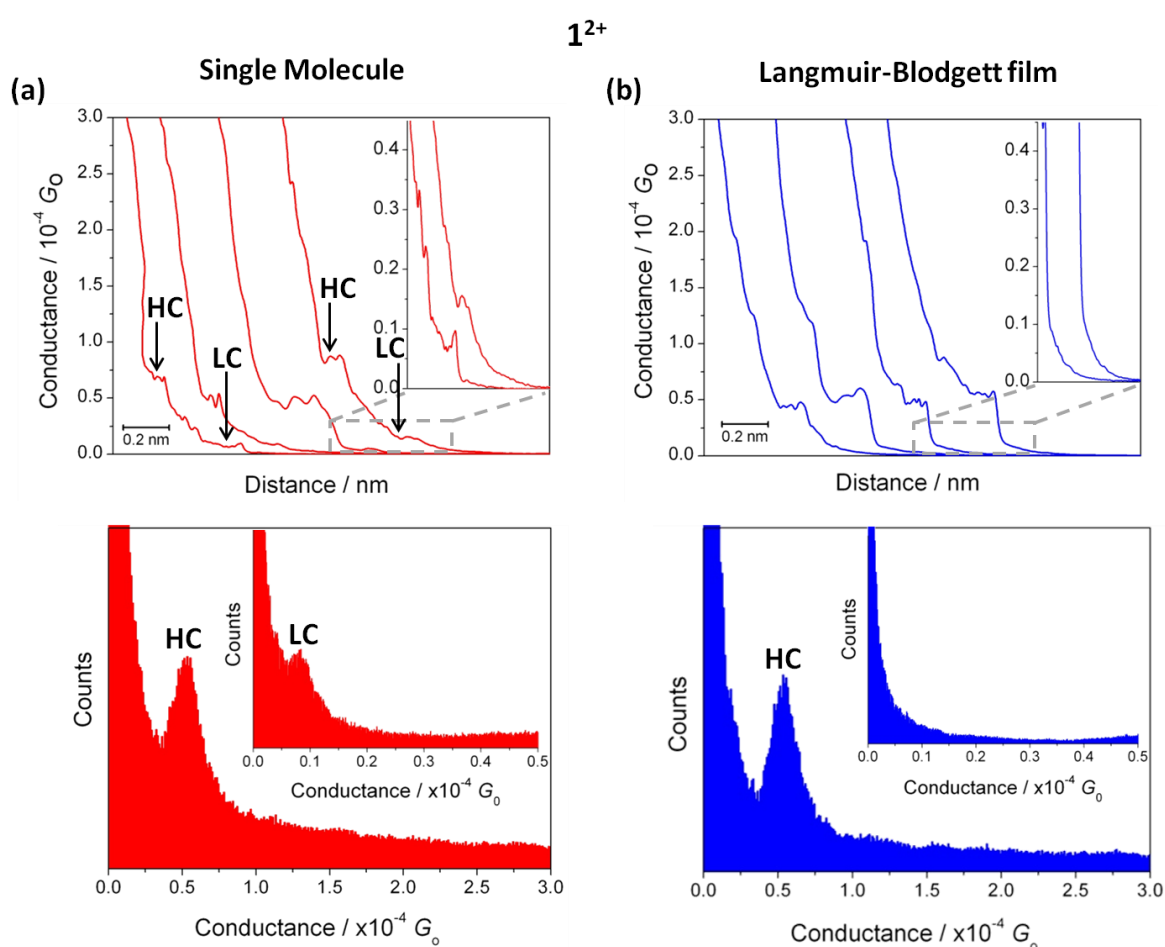 1²⁺
Single Molecule
Langmuir-Blodgett film
(a)
(b)
Conductance / 10⁻⁴ Gₒ
3.0
2.5
2.0
1.5
1.0
0.5
0.0
HC
LC
HC
LC
0.2 nm
0.4
0.3
0.2
0.1
0.0
Distance / nm
Conductance / 10⁻⁴ Gₒ
3.0
2.5
2.0
1.5
1.0
0.5
0.0
0.2 nm
0.4
0.3
0.2
0.1
0.0
Distance / nm
Counts
HC
Counts
LC
0.0 0.1 0.2 0.3 0.4 0.5
Conductance / x10⁻⁴ G₀
0.0 0.5 1.0 1.5 2.0 2.5 3.0
Conductance / x10⁻⁴ Gₒ
Counts
HC
Counts
0.0 0.1 0.2 0.3 0.4 0.5
Conductance / x10⁻⁴ G₀
0.0 0.5 1.0 1.5 2.0 2.5 3.0
Conductance / x10⁻⁴ Gₒ